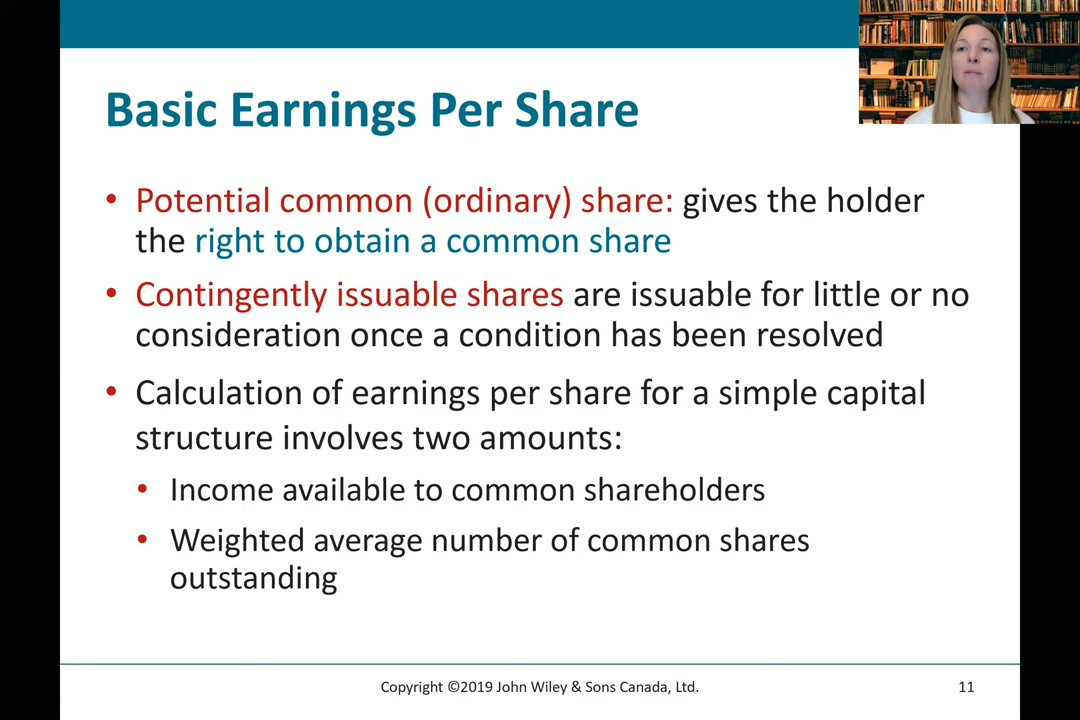 Basic Earnings Per Share
• Potential common (ordinary) share: gives the holder
the right to obtain a common share
• Contingently issuable shares are issuable for little or no
consideration once a condition has been resolved
• Calculation of earnings per share for a simple capital
structure involves two amounts:
• Income available to common shareholders
• Weighted average number of common shares
outstanding
Copyright ©2019 John Wiley & Sons Canada, Ltd.
11